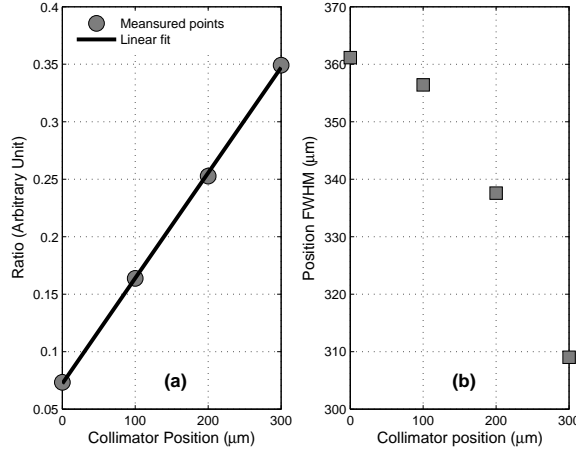 Meansured points
Linear fit
0.4
0.35
0.3
0.25
0.2
0.15
0.1
0.05
0 100 200 300
Ratio (Arbitrary Unit)
Collimator Position (μm)
(a)
370
360
350
340
330
320
310
300
0 100 200 300
Position FWHM (μm)
Collimator position (μm)
(b)